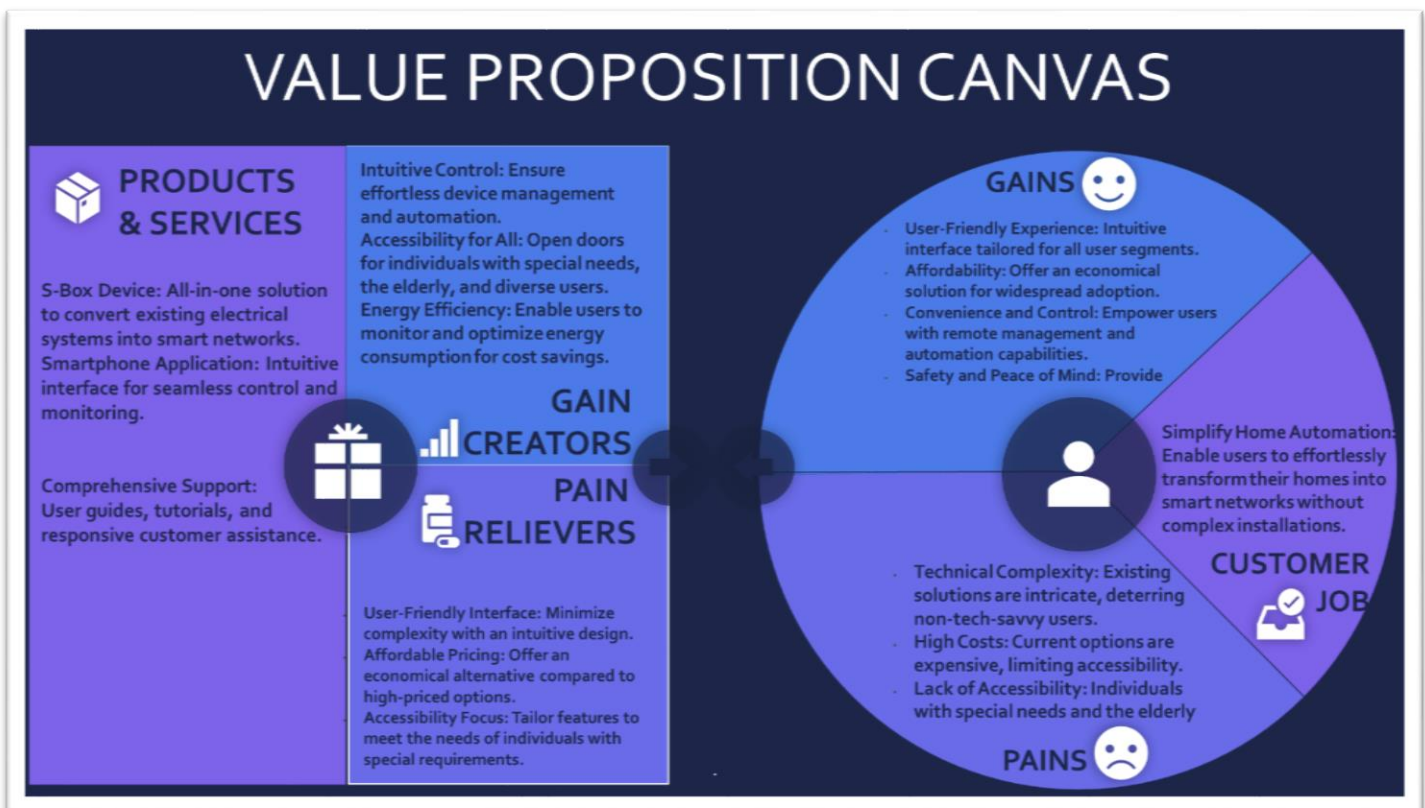 VALUE PROPOSITION CANVAS
PRODUCTS
& SERVICES
S-Box Device: All-in-one solution
to convert existing electrical
systems into smart networks.
Smartphone Application: Intuitive
interface for seamless control and
monitoring.
Comprehensive Support:
User guides, tutorials, and
responsive customer assistance.
Intuitive Control: Ensure
effortless device management
and automation.
Accessibility for All: Open doors
for individuals with special needs,
the elderly, and diverse users.
Energy Efficiency: Enable users to
monitor and optimize energy
consumption for cost savings.
GAIN
CREATORS
PAIN
RELIEVERS
User-Friendly Interface: Minimize
complexity with an intuitive design.
Affordable Pricing: Offer an
economical alternative compared to
high-priced options.
Accessibility Focus: Tailor features to
meet the needs of individuals with
special requirements.
GAINS
User-Friendly Experience: Intuitive
interface tailored for all user segments.
Affordability: Offer an economical
solution for widespread adoption.
Convenience and Control: Empower users
with remote management and
automation capabilities.
Safety and Peace of Mind: Provide
Simplify Home Automation:
Enable users to effortlessly
transform their homes into
smart networks without
complex installations.
CUSTOMER
JOB
Technical Complexity: Existing
solutions are intricate, deterring
non-tech-savvy users.
High Costs: Current options are
expensive, limiting accessibility.
Lack of Accessibility: Individuals
with special needs and the elderly
PAINS